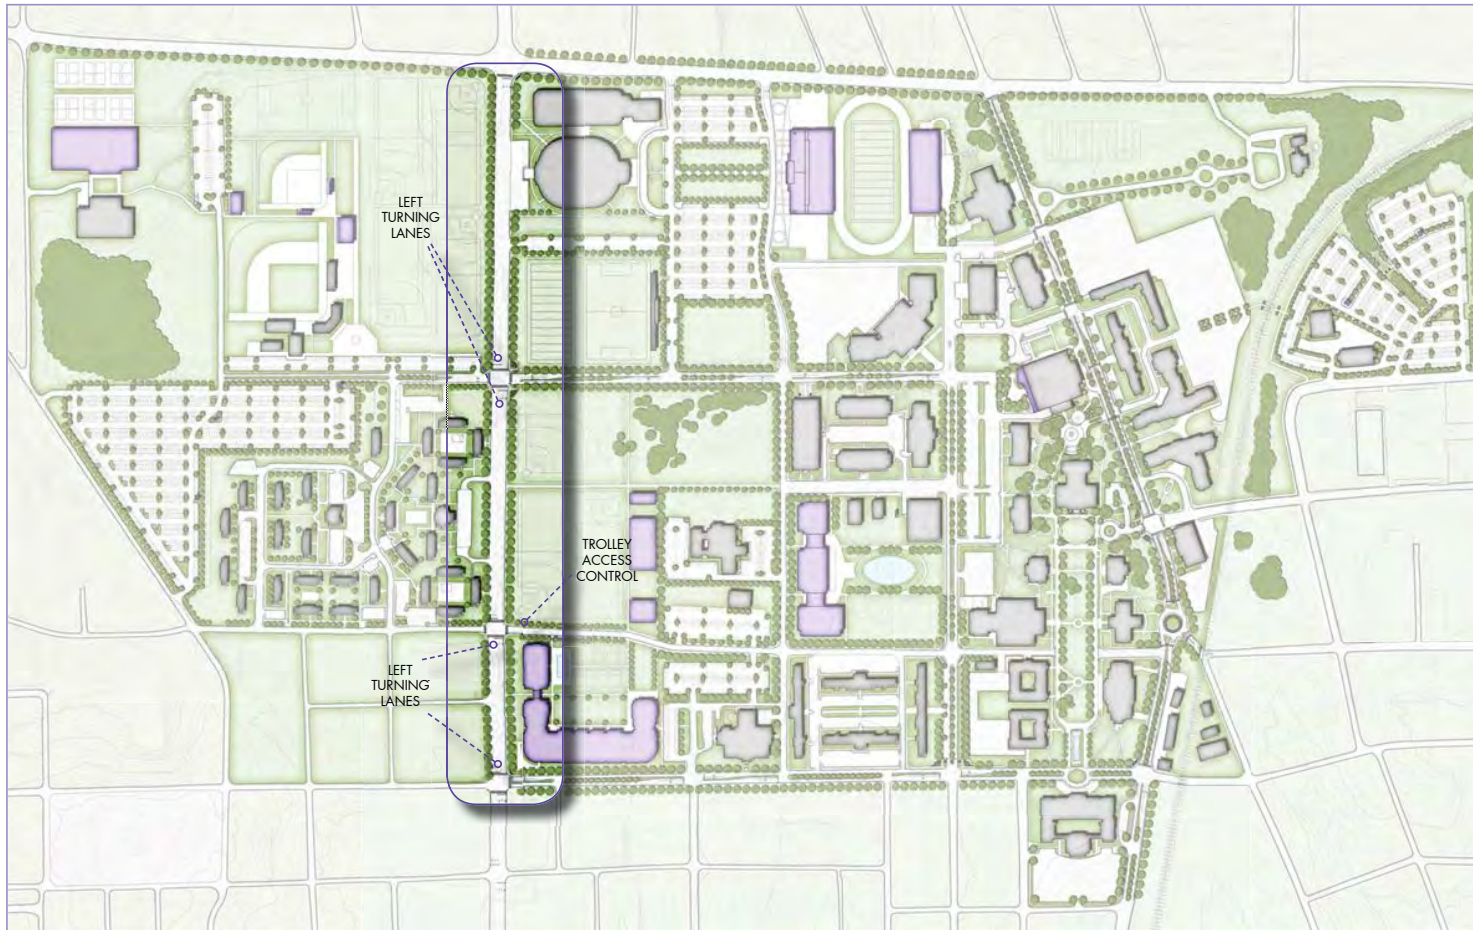 LEFT
TURNING
LANES
TROLLEY
ACCESS
CONTROL
LEFT
TURNING
LANES